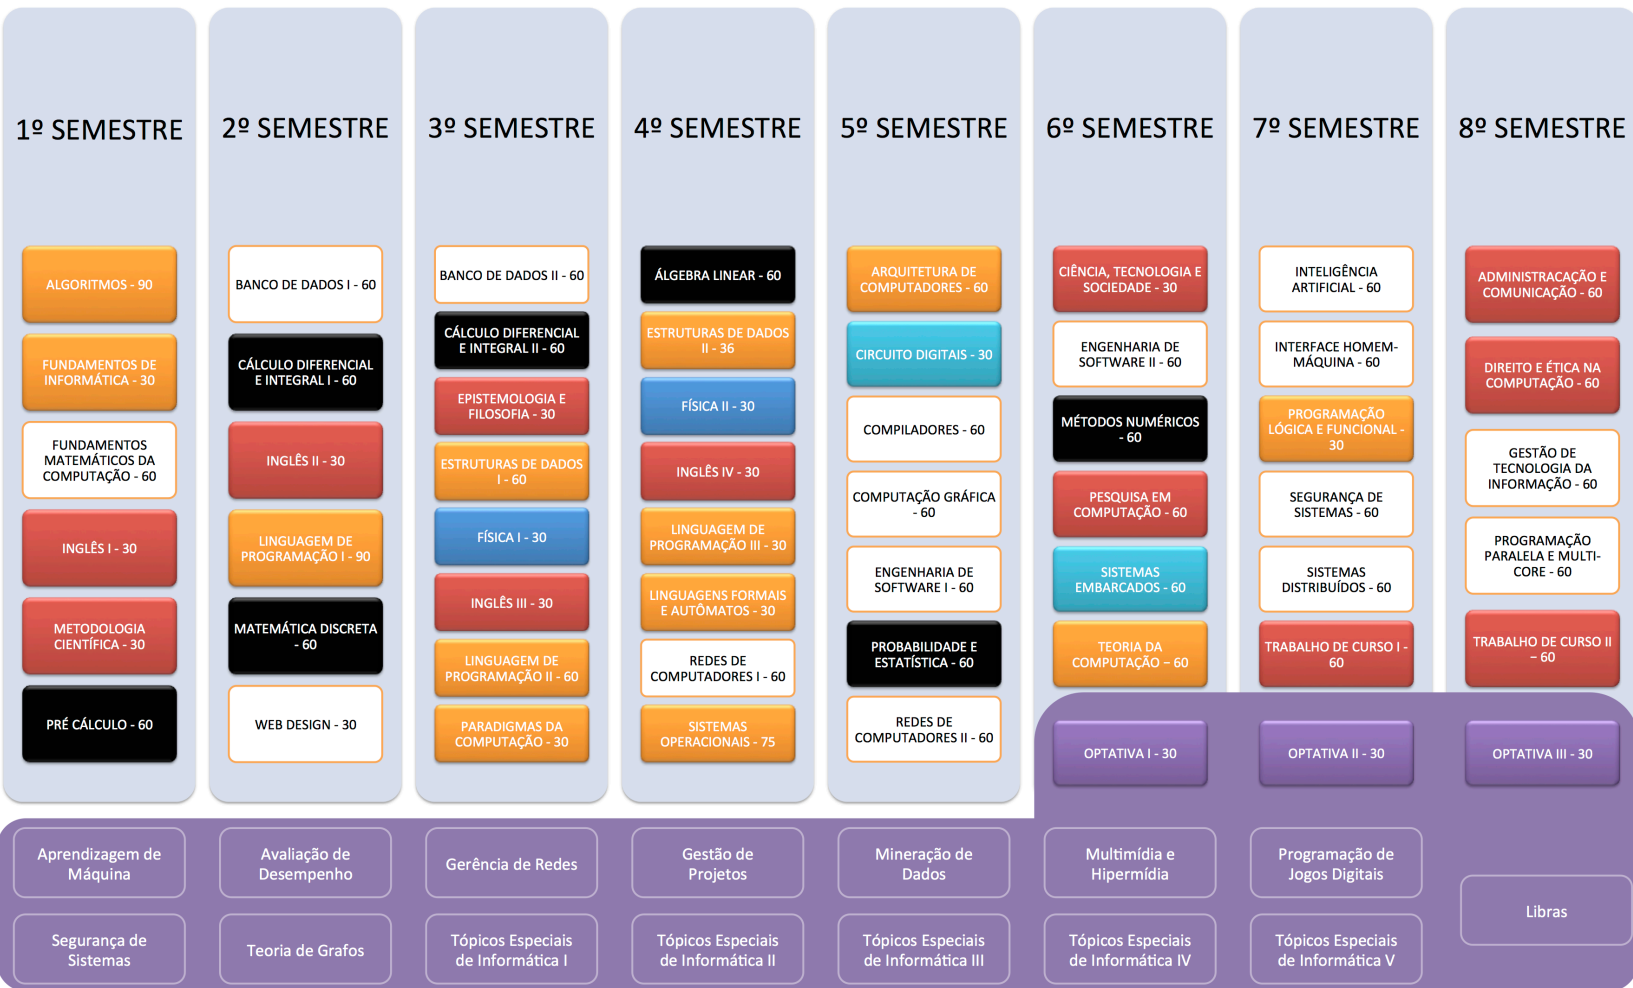 1º SEMESTRE
ALGORITMOS - 90
FUNDAMENTOS DE
INFORMÁTICA - 30
FUNDAMENTOS
MATEMÁTICOS DA
COMPUTAÇÃO - 60
INGLÊS I - 30
METODOLOGIA
CIENTÍFICA - 30
PRÉ CÁLCULO - 60
2º SEMESTRE
BANCO DE DADOS I - 60
CÁLCULO DIFERENCIAL
E INTEGRAL I - 60
INGLÊS II - 30
LINGUAGEM DE
PROGRAMAÇÃO I - 90
MATEMÁTICA DISCRETA
- 60
WEB DESIGN - 30
3º SEMESTRE
BANCO DE DADOS II - 60
CÁLCULO DIFERENCIAL
E INTEGRAL II - 60
EPISTEMOLOGIA E
FILOSOFIA - 30
ESTRUTURAS DE DADOS
I - 60
FÍSICA I - 30
INGLÊS III - 30
LINGUAGEM DE
PROGRAMAÇÃO II - 60
PARADIGMAS DA
COMPUTAÇÃO - 30
4º SEMESTRE
ÁLGEBRA LINEAR - 60
ESTRUTURAS DE DADOS
II - 36
FÍSICA II - 30
INGLÊS IV - 30
LINGUAGEM DE
PROGRAMAÇÃO III - 30
LINGUAGENS FORMAIS
E AUTÔMATOS - 30
REDES DE
COMPUTADORES I - 60
SISTEMAS
OPERACIONAIS - 75
5º SEMESTRE
ARQUITETURA DE
COMPUTADORES - 60
CIRCUITO DIGITAIS - 30
COMPILADORES - 60
COMPUTAÇÃO GRÁFICA
- 60
ENGENHARIA DE
SOFTWARE I - 60
PROBABILIDADE E
ESTATÍSTICA - 60
REDES DE
COMPUTADORES II - 60
6º SEMESTRE
CIÊNCIA, TECNOLOGIA E
SOCIEDADE - 30
ENGENHARIA DE
SOFTWARE II - 60
MÉTODOS NUMÉRICOS
- 60
PESQUISA EM
COMPUTAÇÃO - 60
SISTEMAS
EMBARCADOS - 60
TEORIA DA
COMPUTAÇÃO – 60
OPTATIVA I - 30
7º SEMESTRE
INTELIGÊNCIA
ARTIFICIAL - 60
INTERFACE HOMEM-
MÁQUINA - 60
PROGRAMAÇÃO
LÓGICA E FUNCIONAL -
30
SEGURANÇA DE
SISTEMAS - 60
SISTEMAS
DISTRIBUÍDOS - 60
TRABALHO DE CURSO I -
60
OPTATIVA II - 30
8º SEMESTRE
ADMINISTRACAÇÃO E
COMUNICAÇÃO - 60
DIREITO E ÉTICA NA
COMPUTAÇÃO - 60
GESTÃO DE
TECNOLOGIA DA
INFORMAÇÃO - 60
PROGRAMAÇÃO
PARALELA E MULTI-
CORE - 60
TRABALHO DE CURSO II
– 60
OPTATIVA III - 30
Aprendizagem de
Máquina
Avaliação de
Desempenho
Gerência de Redes
Gestão de
Projetos
Mineração de
Dados
Multimídia e
Hipermídia
Programação de
Jogos Digitais
Libras
Segurança de
Sistemas
Teoria de Grafos
Tópicos Especiais
de Informática I
Tópicos Especiais
de Informática II
Tópicos Especiais
de Informática III
Tópicos Especiais
de Informática IV
Tópicos Especiais
de Informática V